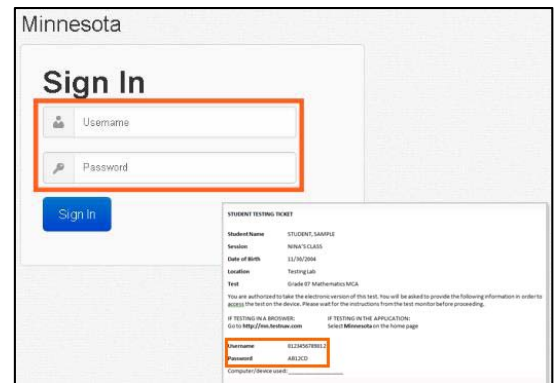 Minnesota
Sign In
Username
Password
Sign In
STUDENT TESTING TICKET
Student Name STUDENT, SAMPLE
Session NINA'S CLASS
Date of Birth 11/30/2004
Location Testing Lab
Test Grade 07 Mathematics MCA
You are authorized to take the electronic version of this test. You will be asked to provide the following information in order to
access the test on the device. Please wait for the instructions from the test monitor before proceeding.
IF TESTING IN A BROSWER: IF TESTING IN THE APPLICATION:
Go to http://mn.testnav.com Select Minnesota on the home page
Username 0123456789012
Password AB12CD
Computer/device used: